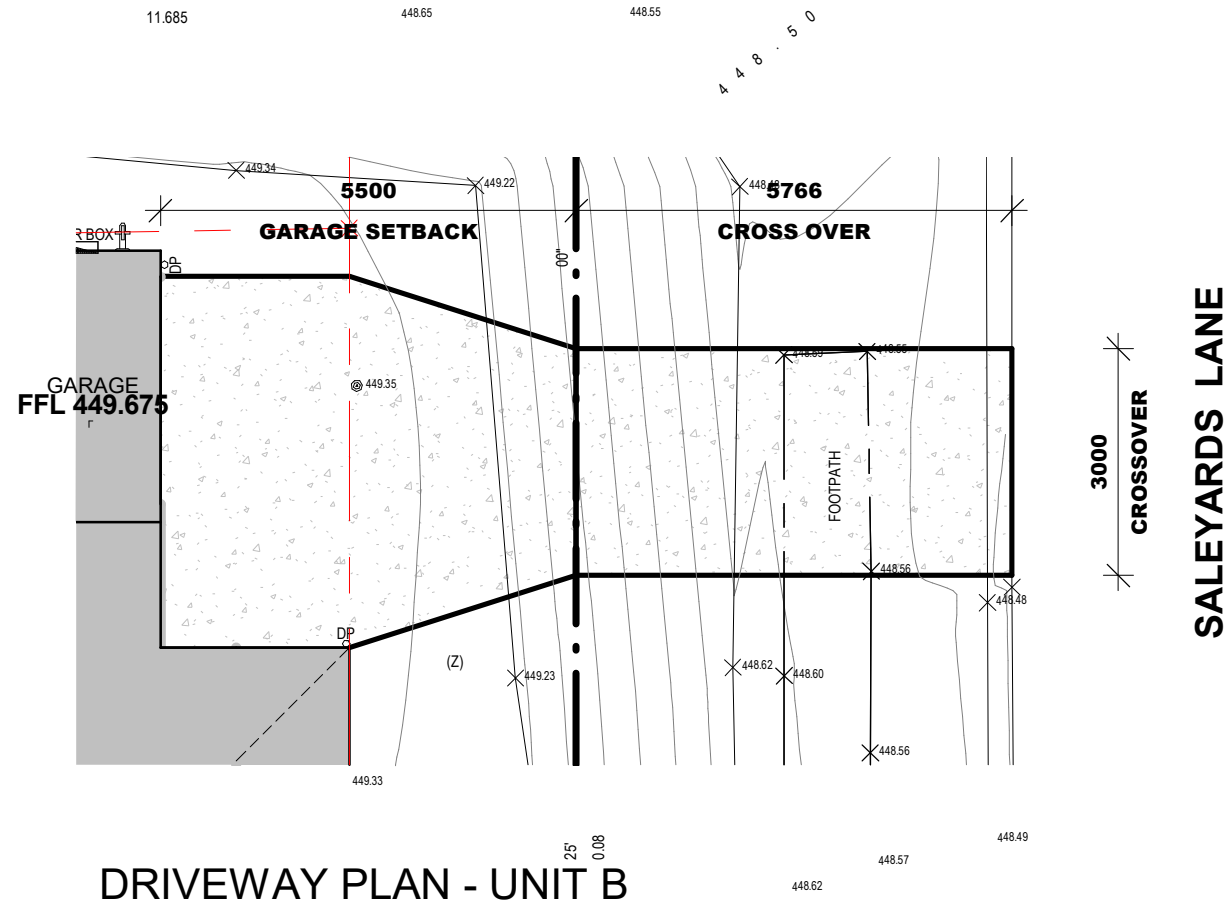 11.685
448.65
448.55
448.50
449.34
449.22
5500
5766
GARAGE SETBACK
CROSS OVER
R BOX
DP
00"
GARAGE
FFL 449.675
449.35
FOOTPATH
3000
CROSSOVER
SALEYARDS LANE
448.56
448.48
DP
(Z)
449.23
448.62
448.60
448.56
449.33
25'
0.08
448.49
448.57
448.62
DRIVEWAY PLAN - UNIT B